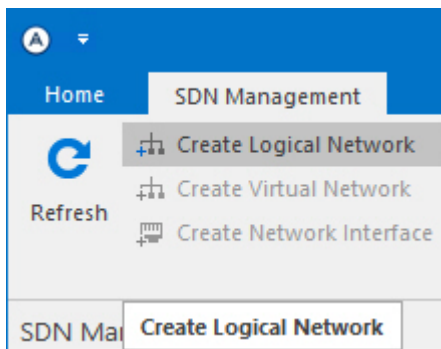 Home SDN Management
Create Logical Network
Create Virtual Network
Refresh
Create Network Interface
SDN Ma
Create Logical Network